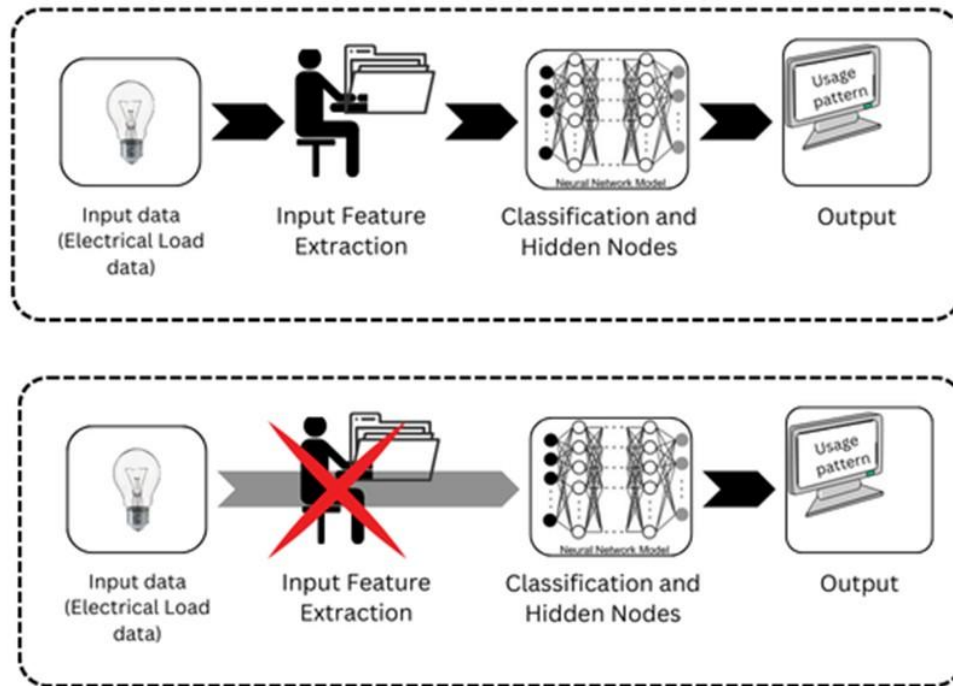 Usage
pattern
Neural Network Model
Input data
(Electrical Load
data)
Input Feature
Extraction
Classification and
Hidden Nodes
Output
Usage
pattern
Neural Network Model
Input data
(Electrical Load
data)
Input Feature
Extraction
Classification and
Hidden Nodes
Output